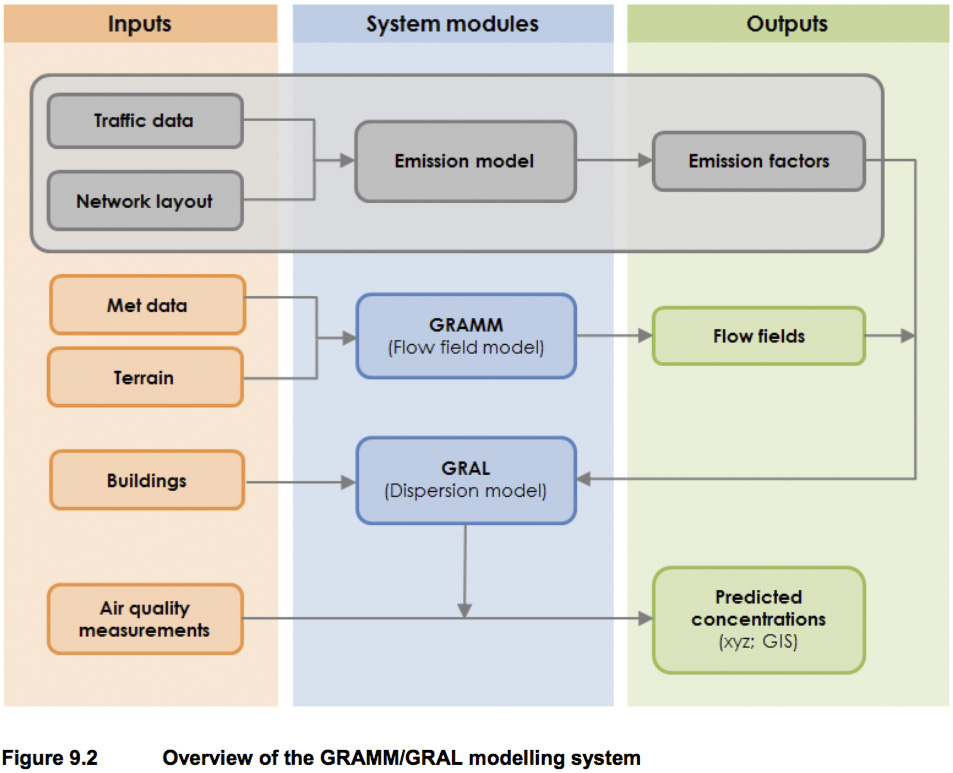 Inputs
System modules
Outputs
Traffic data
Network layout
Emission model
Emission factors
Met data
Terrain
GRAMM
(Flow field model)
Flow fields
Buildings
GRAL
(Dispersion model)
Air quality
measurements
Predicted
concentrations
(xyz; GIS)
Figure 9.2 Overview of the GRAMM/GRAL modelling system